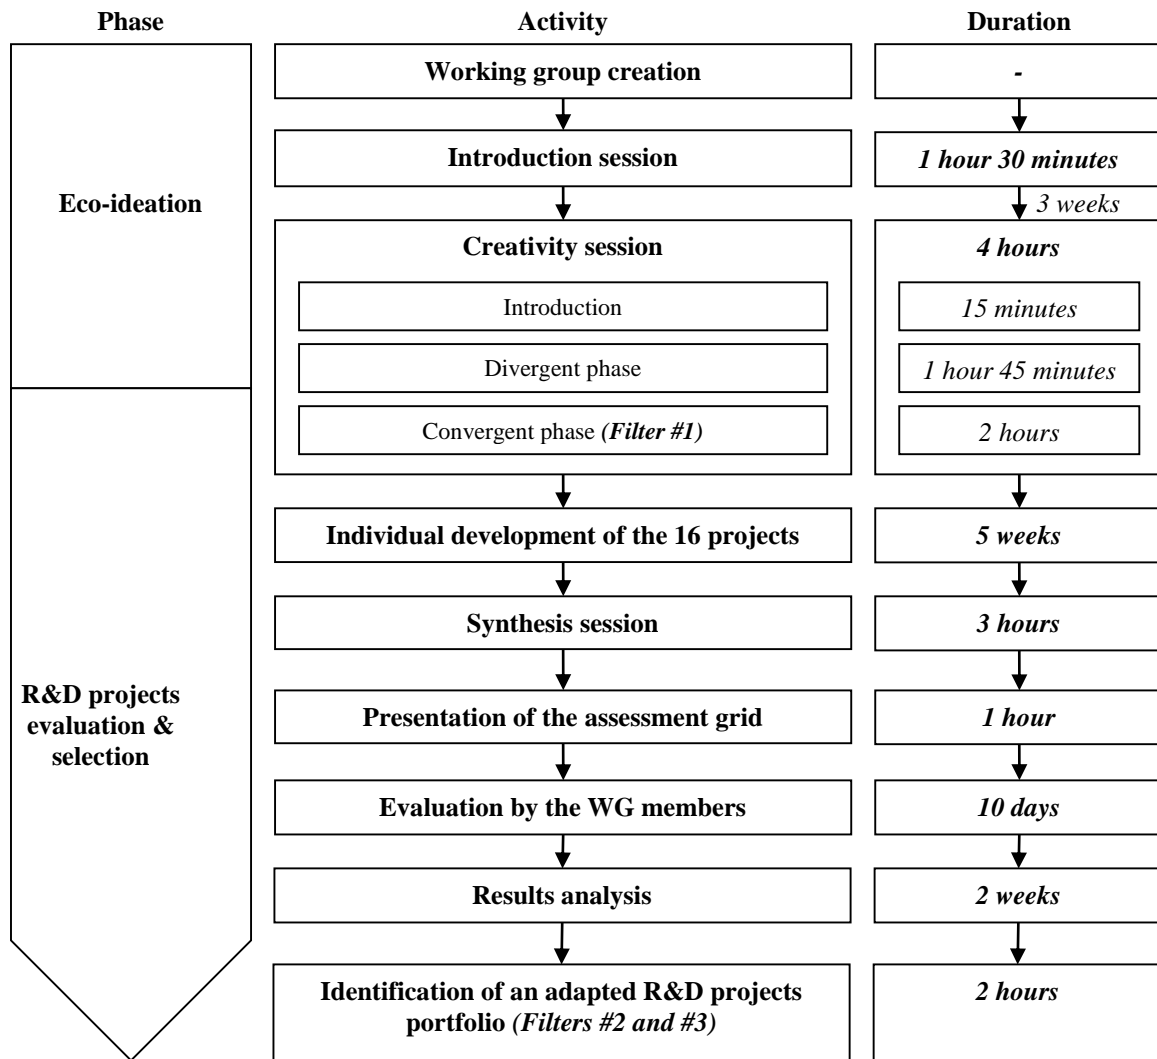 Phase
Activity
Duration
Working group creation
-
Introduction session
1 hour 30 minutes
Eco-ideation
3 weeks
Creativity session
4 hours
Introduction
15 minutes
Divergent phase
1 hour 45 minutes
Convergent phase (Filter #1)
2 hours
Individual development of the 16 projects
5 weeks
Synthesis session
3 hours
R&D projects
evaluation &
selection
Presentation of the assessment grid
1 hour
Evaluation by the WG members
10 days
Results analysis
2 weeks
Identification of an adapted R&D projects
portfolio (Filters #2 and #3)
2 hours